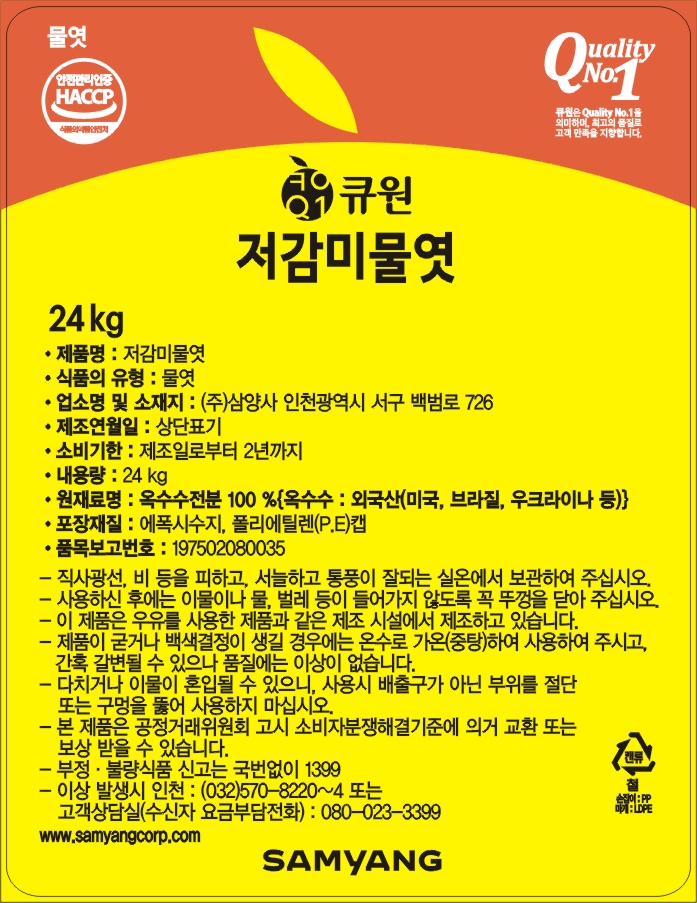 물엿
안전관리인증
HACCP
식품의약품안전처
Quality
No.1
큐원은 Quality No.1을
의미하며, 최고의 품질로
고객 만족을 지향합니다.
큐원
Q1
큐원
저감미물엿
24 kg
• 제품명 : 저감미물엿
• 식품의 유형 : 물엿
• 업소명 및 소재지 : (주)삼양사 인천광역시 서구 백범로 726
• 제조연월일 : 상단표기
• 소비기한 : 제조일로부터 2년까지
• 내용량 : 24 kg
• 원재료명 : 옥수수전분 100 %{옥수수 : 외국산(미국, 브라질, 우크라이나 등)}
• 포장재질 : 에폭시수지, 폴리에틸렌(P.E)캡
• 품목보고번호 : 197502080035
– 직사광선, 비 등을 피하고, 서늘하고 통풍이 잘되는 실온에서 보관하여 주십시오.
– 사용하신 후에는 이물이나 물, 벌레 등이 들어가지 않도록 꼭 뚜껑을 닫아 주십시오.
– 이 제품은 우유를 사용한 제품과 같은 제조 시설에서 제조하고 있습니다.
– 제품이 굳거나 백색결정이 생길 경우에는 온수로 가온(중탕)하여 사용하여 주시고,
간혹 갈변될 수 있으나 품질에는 이상이 없습니다.
– 다치거나 이물이 혼입될 수 있으니, 사용시 배출구가 아닌 부위를 절단
또는 구멍을 뚫어 사용하지 마십시오.
– 본 제품은 공정거래위원회 고시 소비자분쟁해결기준에 의거 교환 또는
보상 받을 수 있습니다.
– 부정 · 불량식품 신고는 국번없이 1399
– 이상 발생시 인천 : (032)570–8220~4 또는
고객상담실(수신자 요금부담전화) : 080–023–3399
캔류
철
손잡이 : PP
마개 : LDPE
www.samyangcorp.com
SAMYANG